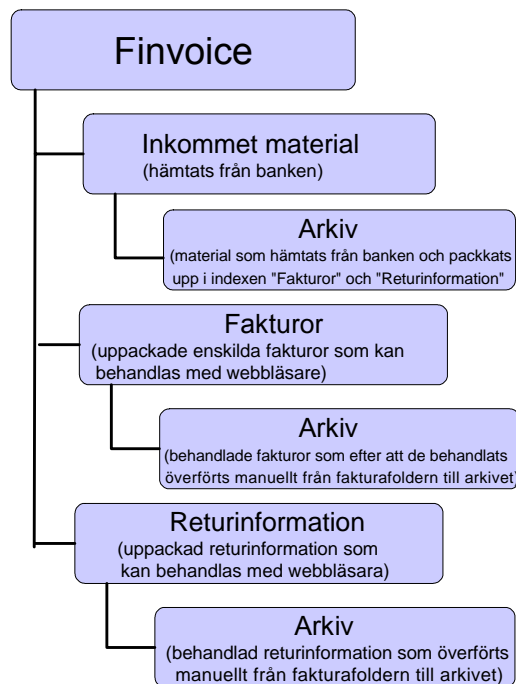 Finvoice
Inkommet material
(hämtats från banken)
Arkiv
(material som hämtats från banken och packkats
upp i indexen "Fakturor" och "Returinformation"
Fakturor
(uppackade enskilda fakturor som kan
behandlas med webbläsare)
Arkiv
(behandlade fakturor som efter att de behandlats
överförts manuellt från fakturafoldern till arkivet)
Returinformation
(uppackad returinformation som
kan behandlas med webbläsara)
Arkiv
(behandlad returinformation som överförts
manuellt från fakturafoldern till arkivet)